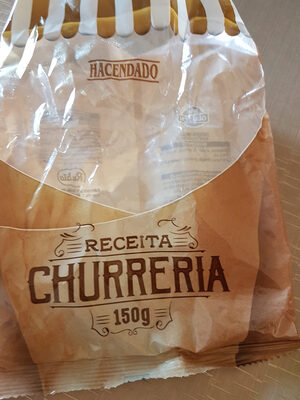 HACENDADO
RECEITA
CHURRERIA
150g